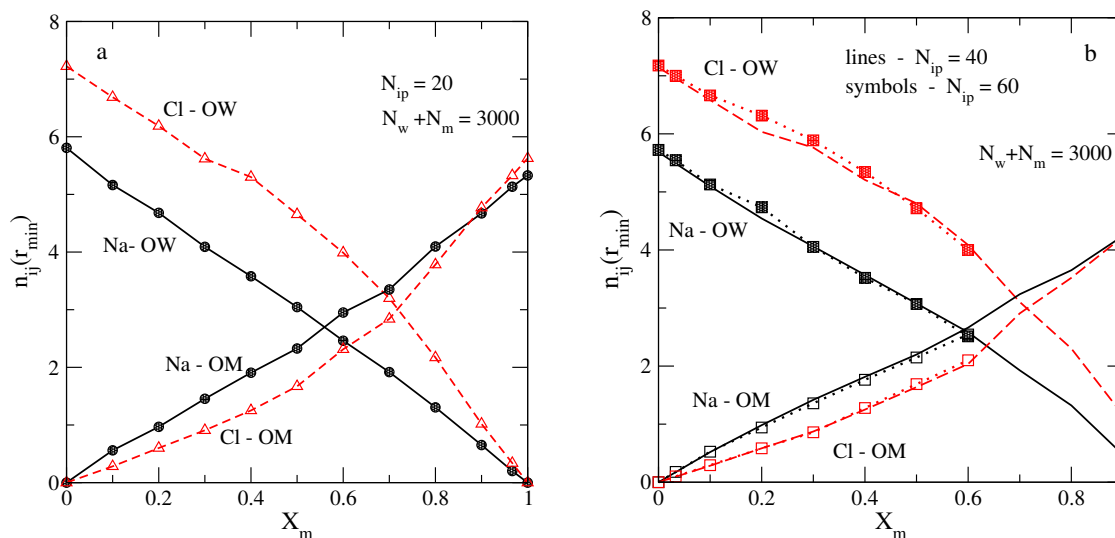 a
8
6
4
2
0
n_ij(r_min)
Cl - OW
N_ip = 20
N_w +N_m = 3000
Na- OW
Na - OM
Cl - OM
0 0.2 0.4 0.6 0.8 1
X_m
b
8
6
4
2
0
n_ij(r_min)
Cl - OW
lines - N_ip = 40
symbols - N_ip = 60
N_w+N_m = 3000
Na - OW
Na - OM
Cl - OM
0 0.2 0.4 0.6 0.8
X_m